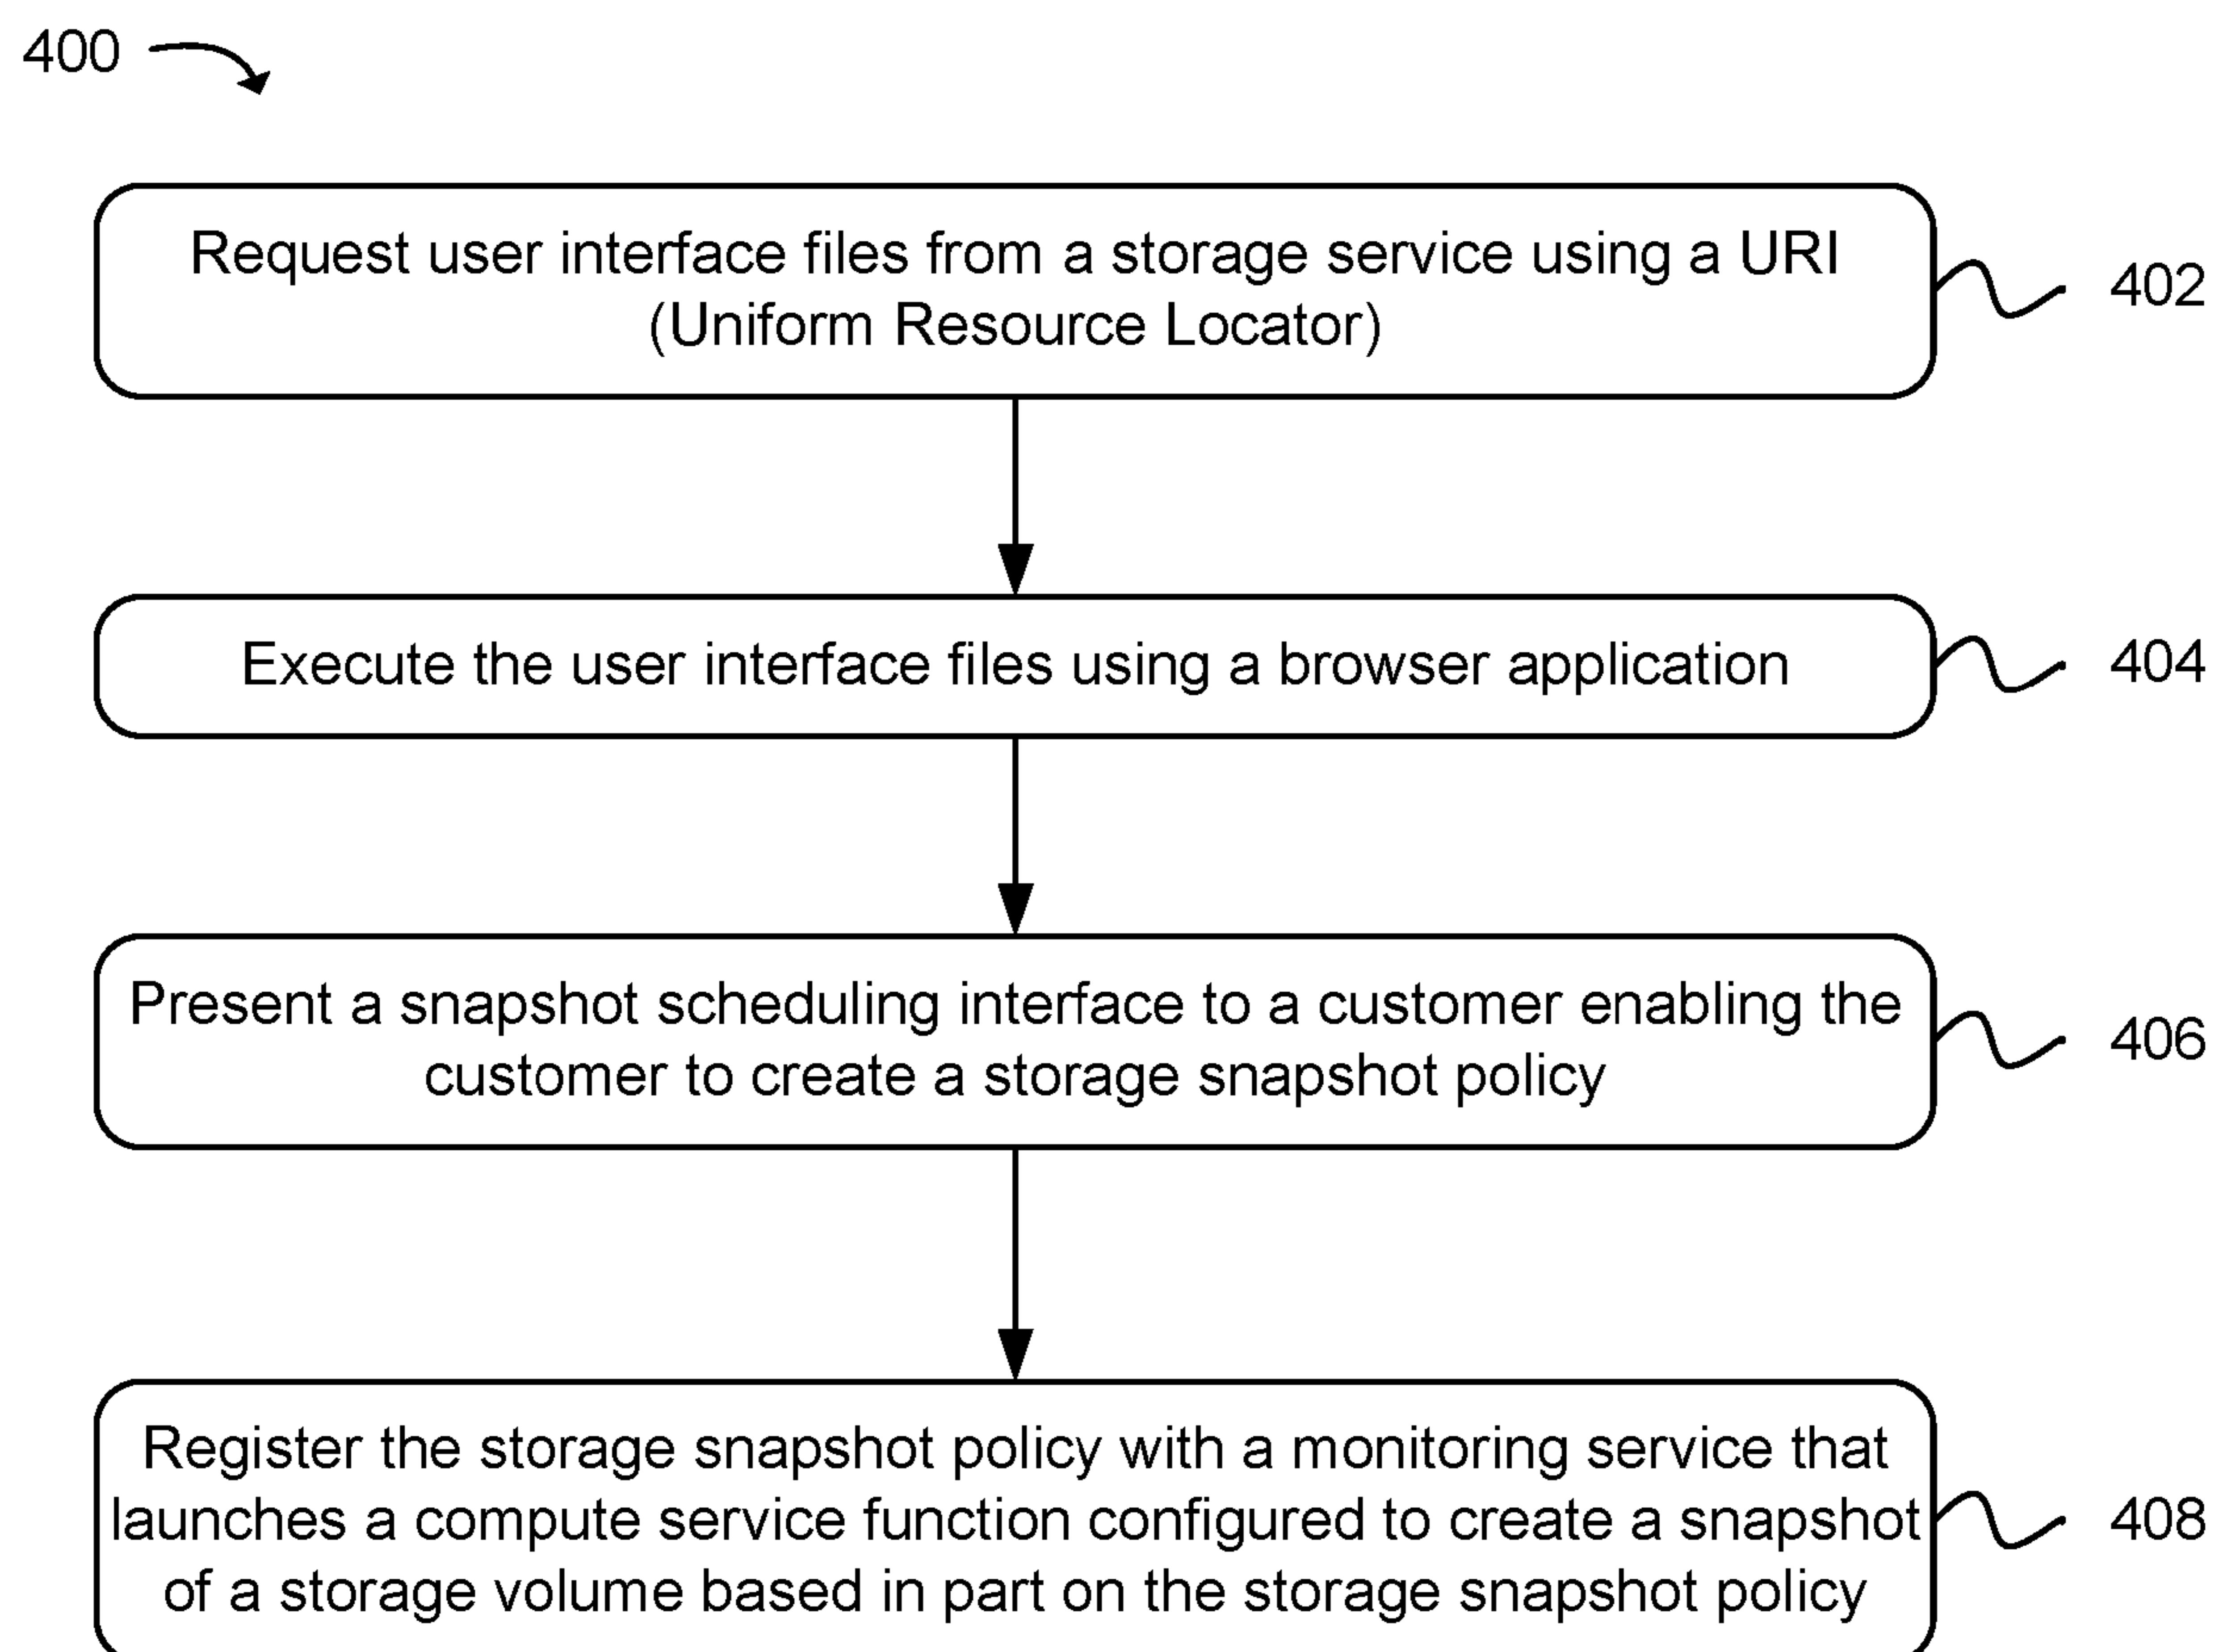 400
Request user interface files from a storage service using a URI
(Uniform Resource Locator)
402
Execute the user interface files using a browser application
404
Present a snapshot scheduling interface to a customer enabling the
customer to create a storage snapshot policy
406
Register the storage snapshot policy with a monitoring service that
launches a compute service function configured to create a snapshot
of a storage volume based in part on the storage snapshot policy
408